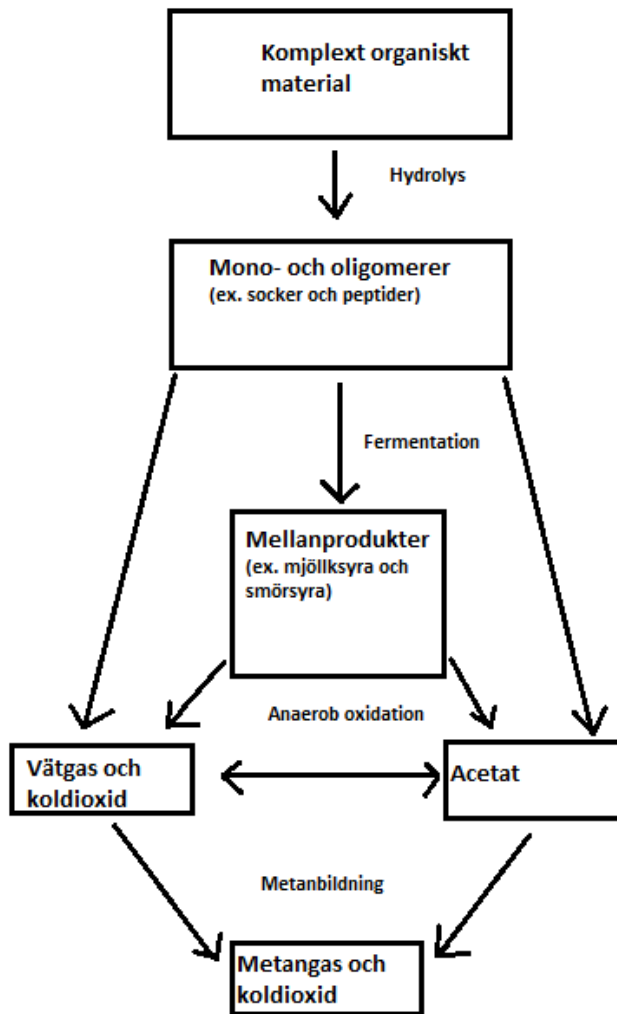 Komplext organiskt
material
Hydrolys
Mono- och oligomerer
(ex. socker och peptider)
Fermentation
Mellanprodukter
(ex. mjöllksyra och
smörsyra)
Anaerob oxidation
Vätgas och
koldioxid
Acetat
Metanbildning
Metangas och
koldioxid